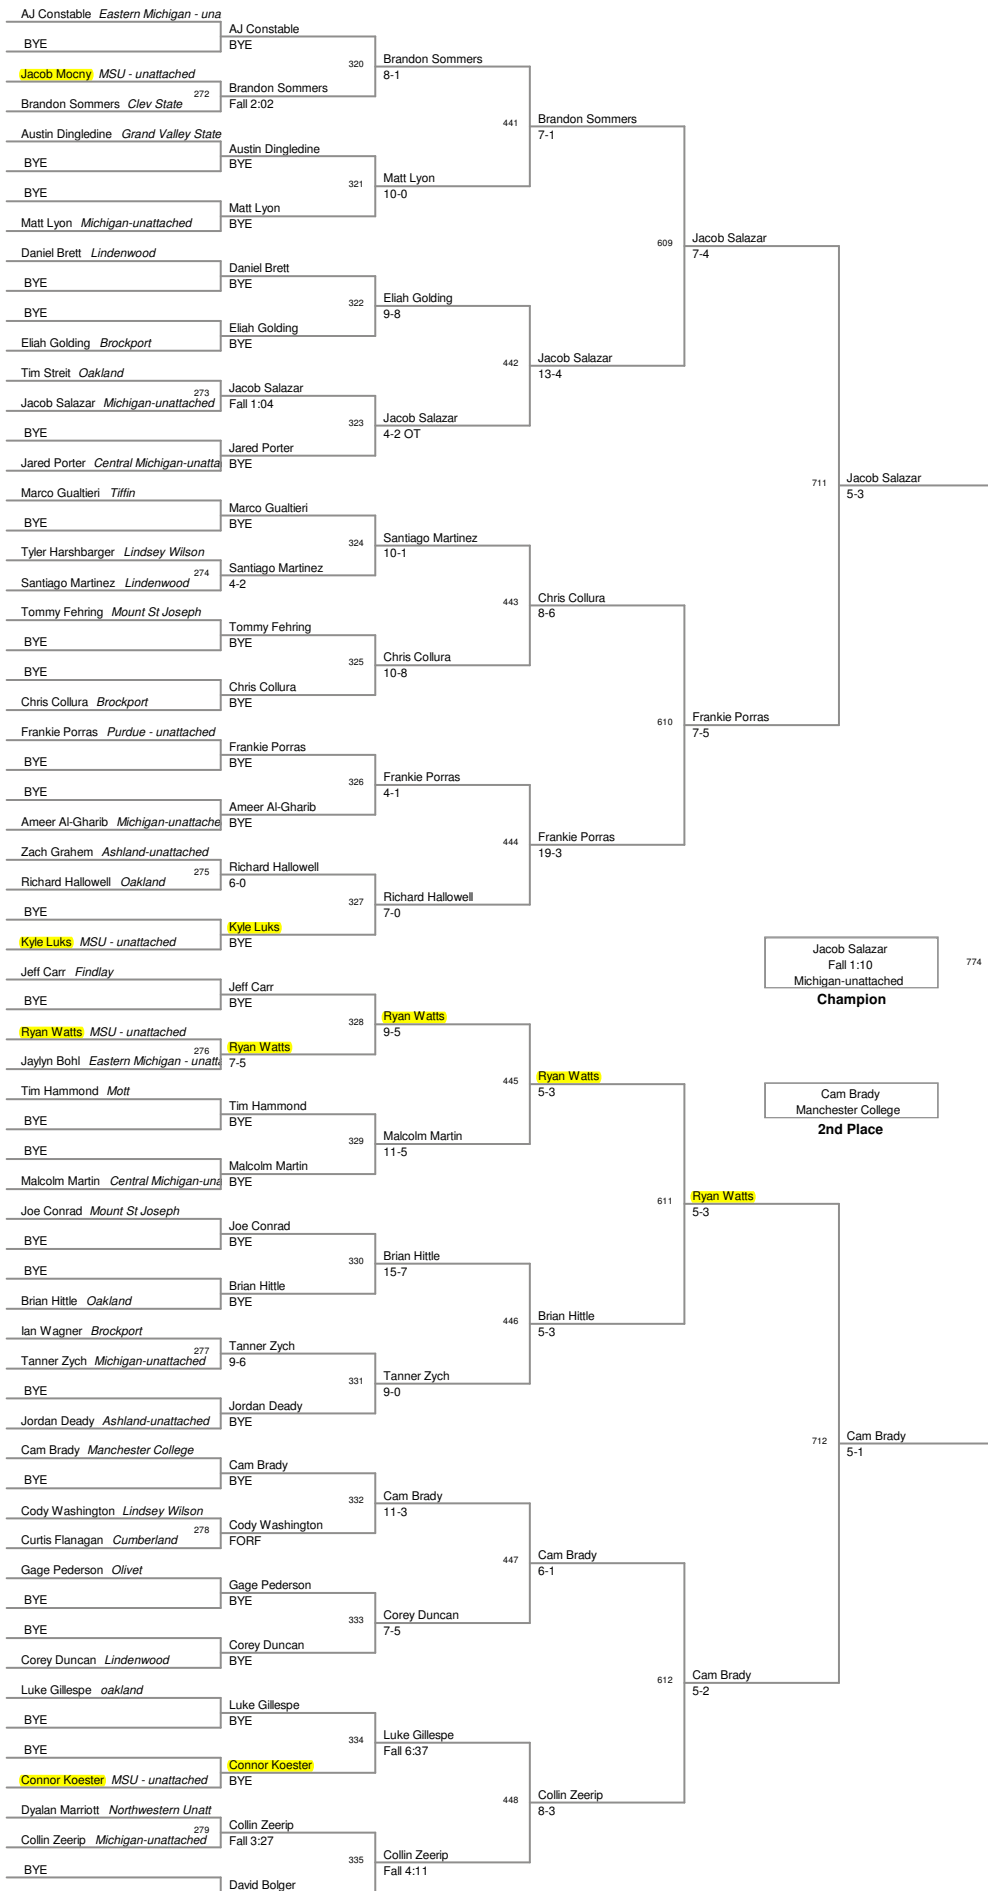 AJ Constable Eastern Michigan - una
BYE
AJ Constable
BYE
320
Brandon Sommers
8-1
Jacob Mocny MSU - unattached
272
Brandon Sommers Clev State
Brandon Sommers
Fall 2:02
441
Brandon Sommers
7-1
Austin Dingledine Grand Valley State
BYE
Austin Dingledine
BYE
321
Matt Lyon
10-0
BYE
Matt Lyon Michigan-unattached
Matt Lyon
BYE
609
Jacob Salazar
7-4
Daniel Brett Lindenwood
BYE
Daniel Brett
BYE
322
Eliah Golding
9-8
BYE
Eliah Golding Brockport
Eliah Golding
BYE
442
Jacob Salazar
13-4
Tim Streit Oakland
273
Jacob Salazar Michigan-unattached
Jacob Salazar
Fall 1:04
323
Jacob Salazar
4-2 OT
BYE
Jared Porter Central Michigan-unatta
Jared Porter
BYE
711
Jacob Salazar
5-3
Marco Gualtieri Tiffin
BYE
Marco Gualtieri
BYE
324
Santiago Martinez
10-1
Tyler Harshbarger Lindsey Wilson
274
Santiago Martinez Lindenwood
Santiago Martinez
4-2
443
Chris Collura
8-6
Tommy Fehring Mount St Joseph
BYE
Tommy Fehring
BYE
325
Chris Collura
10-8
BYE
Chris Collura Brockport
Chris Collura
BYE
610
Frankie Porras
7-5
Frankie Porras Purdue - unattached
BYE
Frankie Porras
BYE
326
Frankie Porras
4-1
BYE
Ameer Al-Gharib Michigan-unattache
Ameer Al-Gharib
BYE
444
Frankie Porras
19-3
Zach Grahem Ashland-unattached
275
Richard Hallowell Oakland
Richard Hallowell
6-0
327
Richard Hallowell
7-0
BYE
Kyle Luks MSU - unattached
Kyle Luks
BYE
Jacob Salazar
Fall 1:10
Michigan-unattached
774
Champion
Jeff Carr Findlay
BYE
Jeff Carr
BYE
328
Ryan Watts
9-5
Ryan Watts MSU - unattached
276
Jaylyn Bohl Eastern Michigan - unatta
Ryan Watts
7-5
445
Ryan Watts
5-3
Cam Brady
Manchester College
2nd Place
Tim Hammond Mott
BYE
Tim Hammond
BYE
329
Malcolm Martin
11-5
BYE
Malcolm Martin Central Michigan-una
Malcolm Martin
BYE
611
Ryan Watts
5-3
Joe Conrad Mount St Joseph
BYE
Joe Conrad
BYE
330
Brian Hittle
15-7
BYE
Brian Hittle Oakland
Brian Hittle
BYE
446
Brian Hittle
5-3
Ian Wagner Brockport
277
Tanner Zych Michigan-unattached
Tanner Zych
9-6
331
Tanner Zych
9-0
BYE
Jordan Deady Ashland-unattached
Jordan Deady
BYE
712
Cam Brady
5-1
Cam Brady Manchester College
BYE
Cam Brady
BYE
332
Cam Brady
11-3
Cody Washington Lindsey Wilson
278
Curtis Flanagan Cumberland
Cody Washington
FORF
447
Cam Brady
6-1
Gage Pederson Olivet
BYE
Gage Pederson
BYE
333
Corey Duncan
7-5
BYE
Corey Duncan Lindenwood
Corey Duncan
BYE
612
Cam Brady
5-2
Luke Gillespe oakland
BYE
Luke Gillespe
BYE
334
Luke Gillespe
Fall 6:37
BYE
Connor Koester MSU - unattached
Connor Koester
BYE
448
Collin Zeerip
8-3
Dyalan Marriott Northwestern Unatt
279
Collin Zeerip Michigan-unattached
Collin Zeerip
Fall 3:27
335
Collin Zeerip
Fall 4:11
BYE
David Bolger